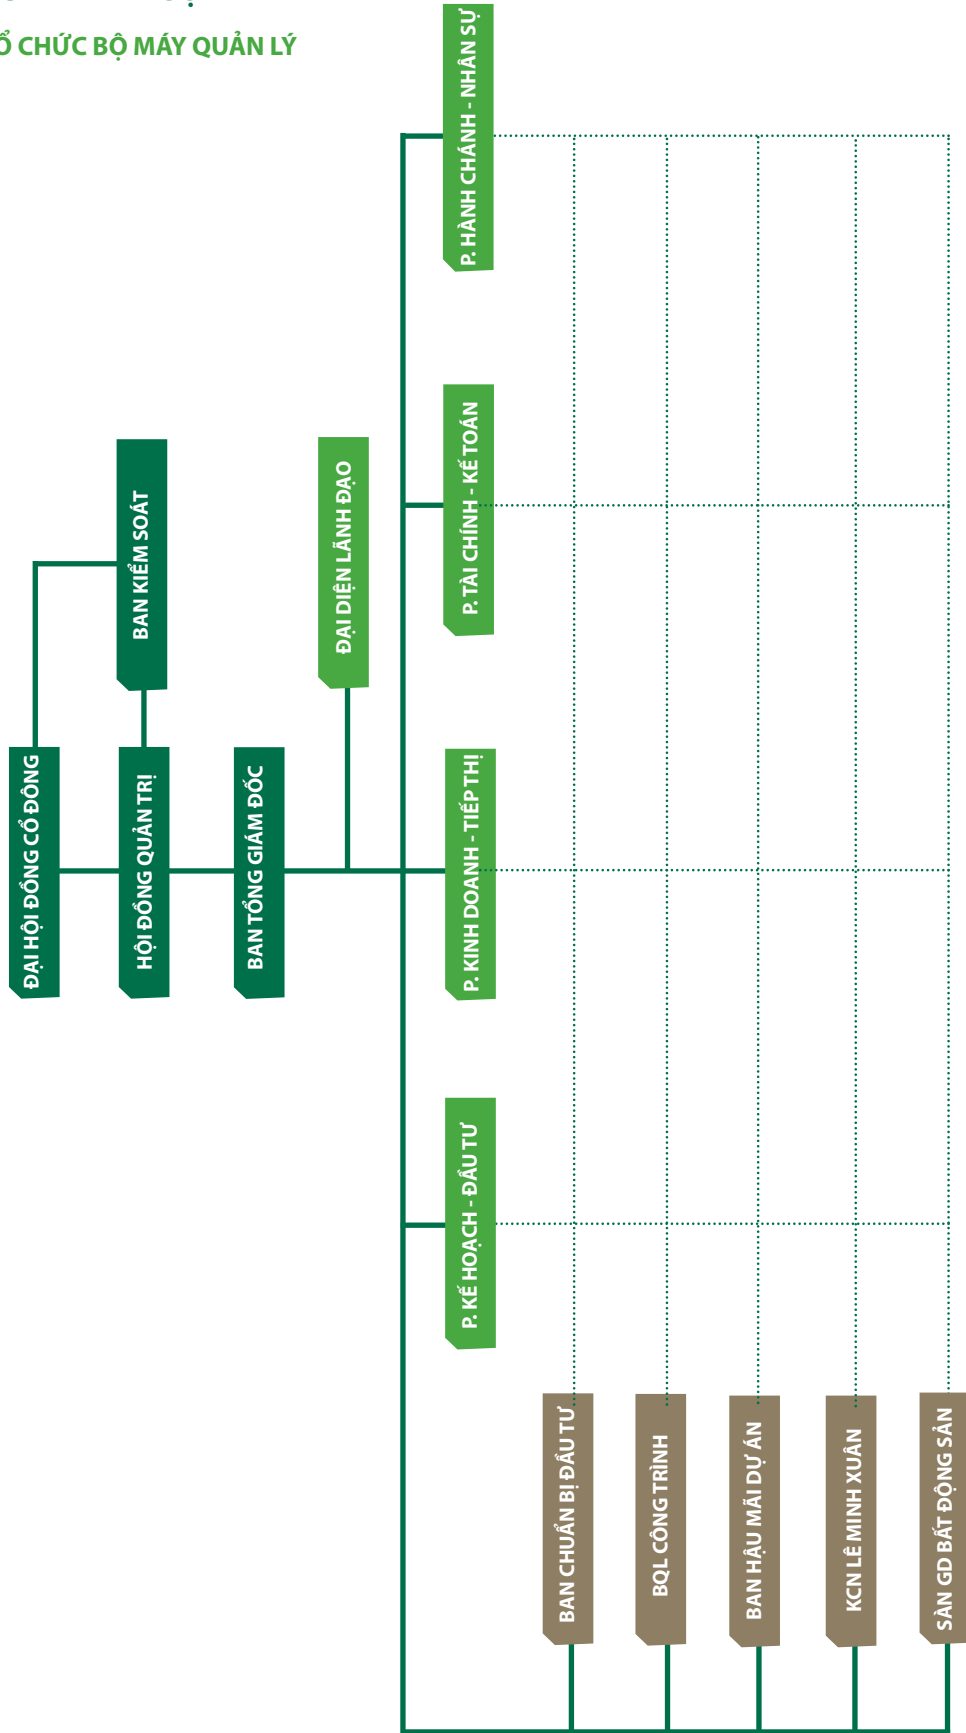 Ổ CHỨC BỘ MÁY QUẢN LÝ
ĐẠI HỘI ĐỒNG CỔ ĐÔNG
BAN KIỂM SOÁT
HỘI ĐỒNG QUẢN TRỊ
BAN TỔNG GIÁM ĐỐC
ĐẠI DIỆN LÃNH ĐẠO
P. KẾ HOẠCH - ĐẦU TƯ
P. KINH DOANH - TIẾP THỊ
P. TÀI CHÍNH - KẾ TOÁN
P. HÀNH CHÁNH - NHÂN SỰ
BAN CHUẨN BỊ ĐẦU TƯ
BQL CÔNG TRÌNH
BAN HẬU MÃI DỰ ÁN
KCN LÊ MINH XUÂN
SÀN GD BẤT ĐỘNG SẢN